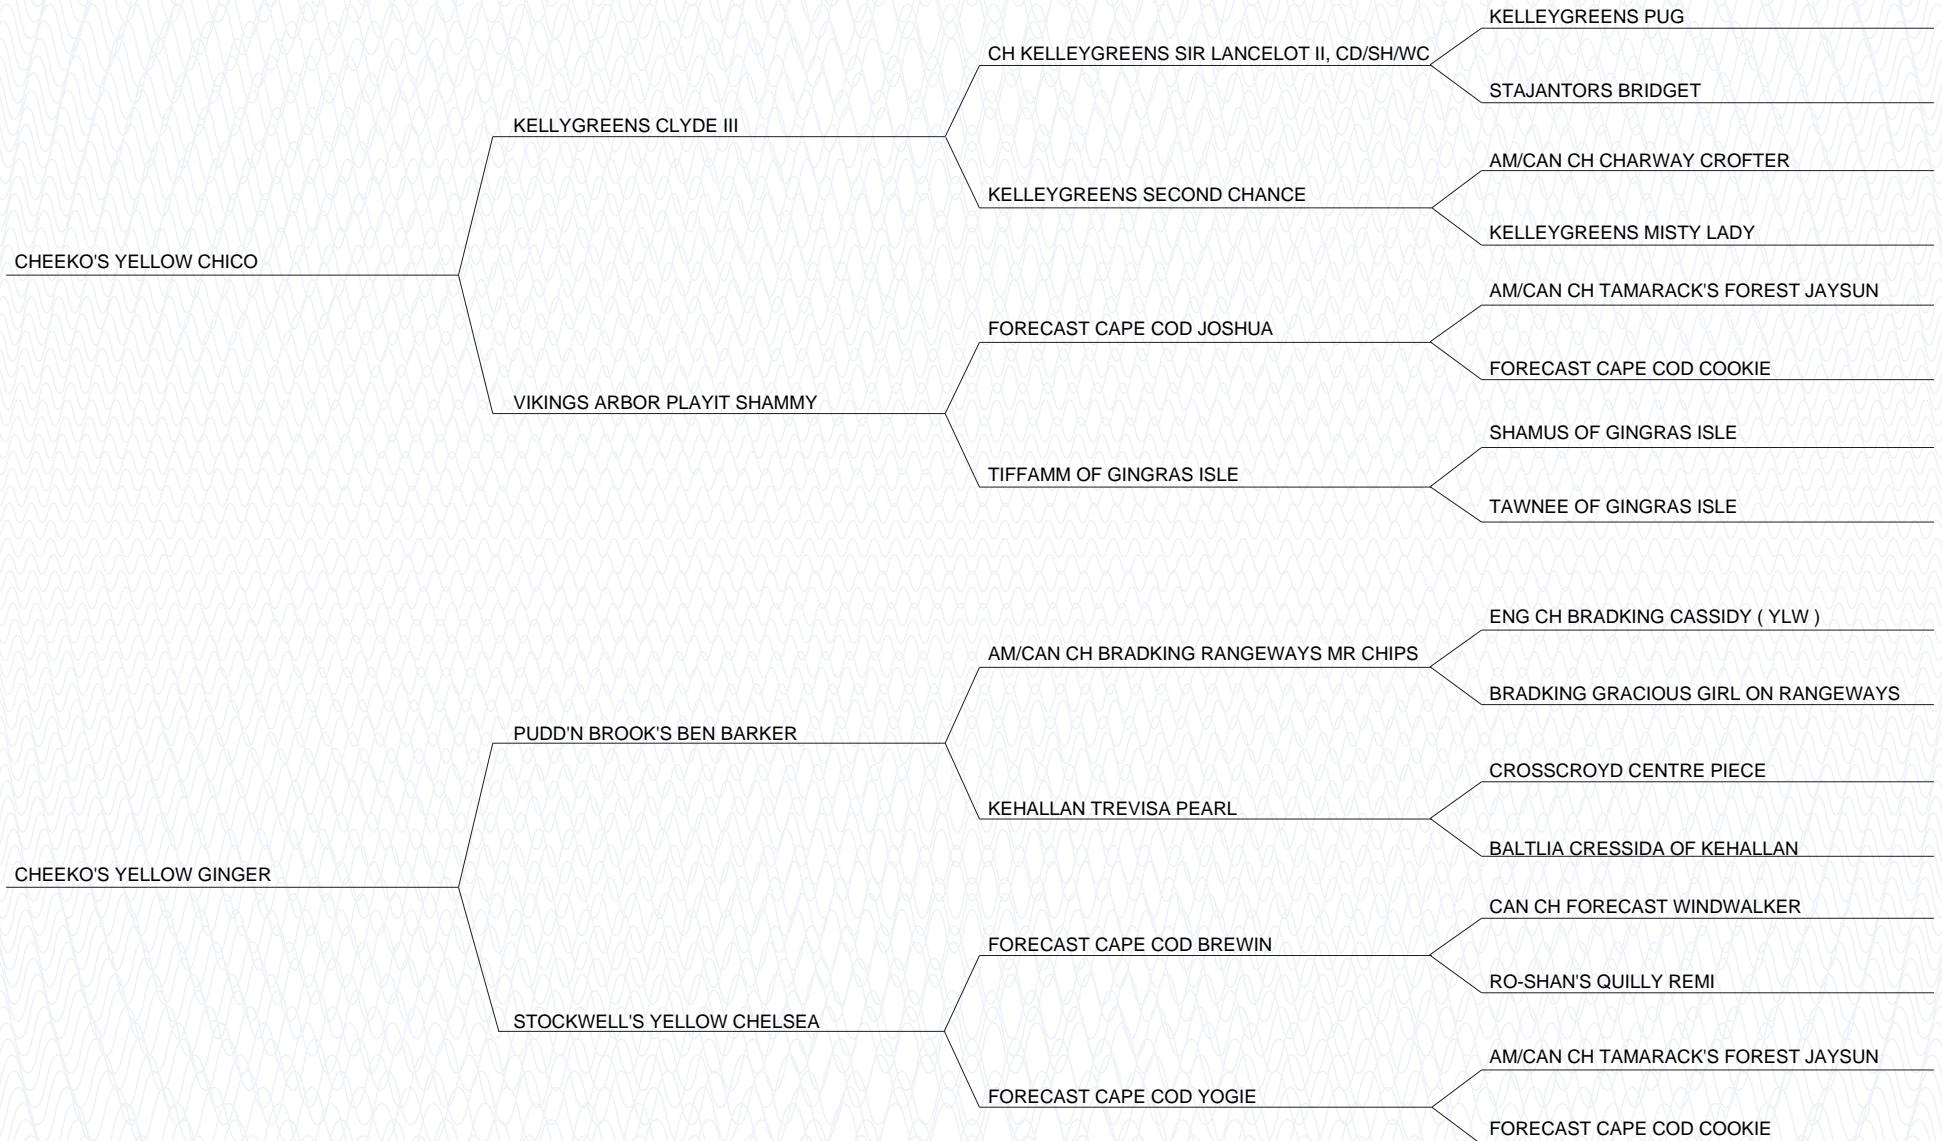 KELLEYGREENS PUG
CH KELLEYGREENS SIR LANCELOT II, CD/SH/WC
STAJANTORS BRIDGET
KELLYGREENS CLYDE III
AM/CAN CH CHARWAY CROFTER
KELLEYGREENS SECOND CHANCE
KELLEYGREENS MISTY LADY
CHEEKO'S YELLOW CHICO
AM/CAN CH TAMARACK'S FOREST JAYSUN
FORECAST CAPE COD JOSHUA
FORECAST CAPE COD COOKIE
VIKINGS ARBOR PLAYIT SHAMMY
SHAMUS OF GINGRAS ISLE
TIFFAMM OF GINGRAS ISLE
TAWNEE OF GINGRAS ISLE
ENG CH BRADKING CASSIDY ( YLW )
AM/CAN CH BRADKING RANGEWAYS MR CHIPS
BRADKING GRACIOUS GIRL ON RANGEWAYS
PUDD'N BROOK'S BEN BARKER
CROSSCROYD CENTRE PIECE
KEHALLAN TREVISA PEARL
BALTLIA CRESSIDA OF KEHALLAN
CHEEKO'S YELLOW GINGER
CAN CH FORECAST WINDWALKER
FORECAST CAPE COD BREWIN
RO-SHAN'S QUILLY REMI
STOCKWELL'S YELLOW CHELSEA
AM/CAN CH TAMARACK'S FOREST JAYSUN
FORECAST CAPE COD YOGIE
FORECAST CAPE COD COOKIE